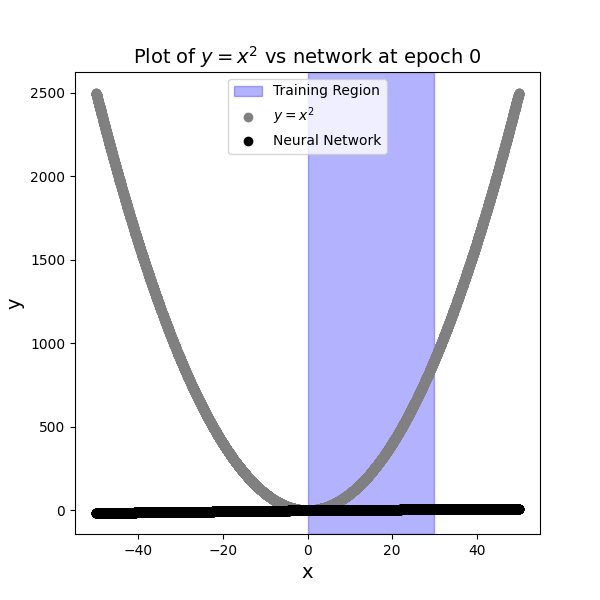 Plot of y = x² vs network at epoch 0
Training Region
y = x²
Neural Network
2500
2000
1500
1000
500
0
y
−40 −20 0 20 40
x